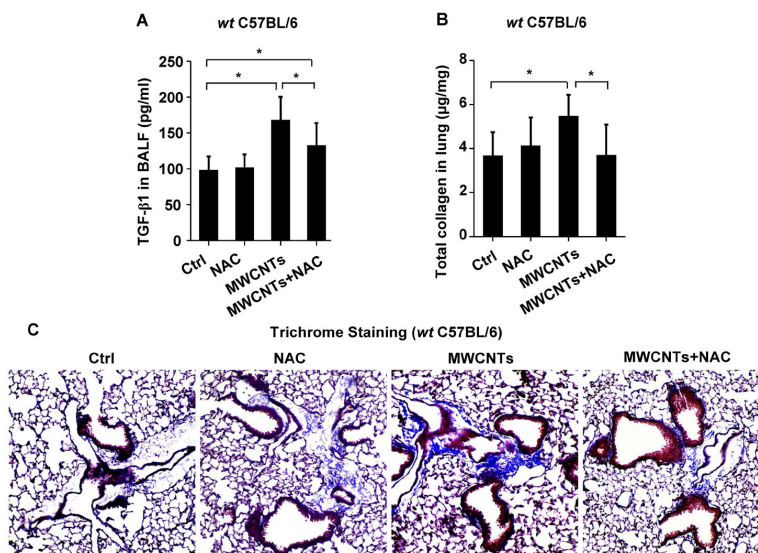 A
wt C57BL/6
*
*
*
TGF-β1 in BALF (pg/ml)
250
200
150
100
50
0
Ctrl
NAC
MWCNTs
MWCNTs+NAC
B
wt C57BL/6
*
*
Total collagen in lung (μg/mg)
8
6
4
2
0
Ctrl
NAC
MWCNTs
MWCNTs+NAC
C
Trichrome Staining (wt C57BL/6)
Ctrl
NAC
MWCNTs
MWCNTs+NAC